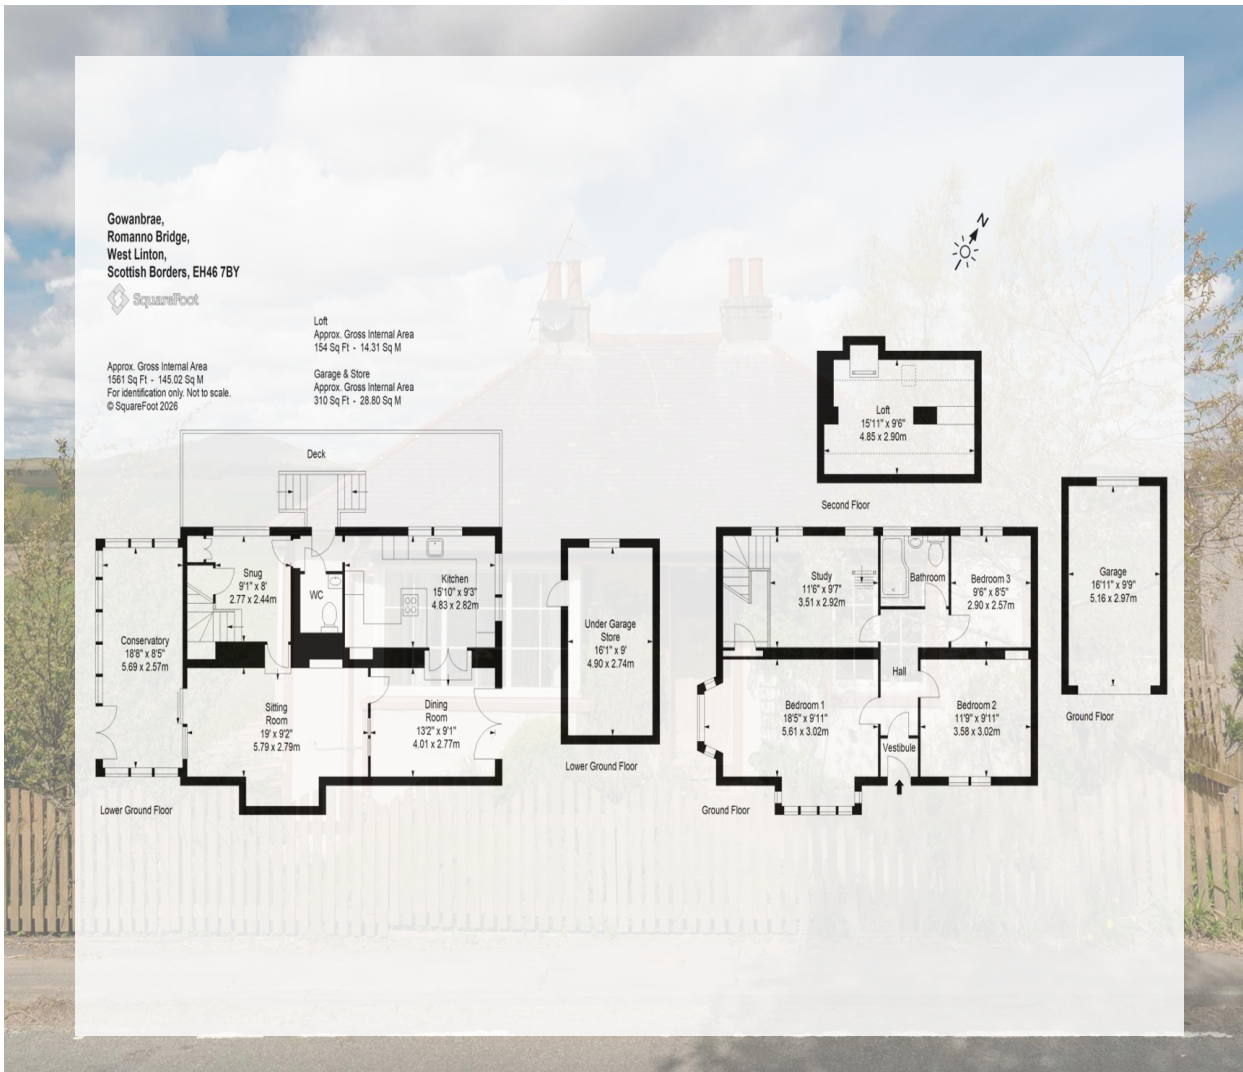 Gowanbrae,
Romanno Bridge,
West Linton,
Scottish Borders, EH46 7BY
SquareFoot
Approx. Gross Internal Area
1561 Sq Ft - 145.02 Sq M
For identification only. Not to scale.
© SquareFoot 2026
Loft
Approx. Gross Internal Area
154 Sq Ft - 14.31 Sq M
Garage & Store
Approx. Gross Internal Area
310 Sq Ft - 28.80 Sq M
N
Deck
Snug
9'1" x 8'
2.77 x 2.44m
WC
Kitchen
15'10" x 9'3"
4.83 x 2.82m
Conservatory
18'8" x 8'5"
5.69 x 2.57m
Sitting
Room
19' x 9'2"
5.79 x 2.79m
Dining
Room
13'2" x 9'1"
4.01 x 2.77m
Lower Ground Floor
Under Garage
Store
16'1" x 9'
4.90 x 2.74m
Lower Ground Floor
Loft
15'11" x 9'6"
4.85 x 2.90m
Second Floor
Study
11'6" x 9'7"
3.51 x 2.92m
Bathroom
Bedroom 3
9'6" x 8'5"
2.90 x 2.57m
Hall
Bedroom 1
18'5" x 9'11"
5.61 x 3.02m
Bedroom 2
11'9" x 9'11"
3.58 x 3.02m
Vestibule
Ground Floor
Garage
16'11" x 9'9"
5.16 x 2.97m
Ground Floor